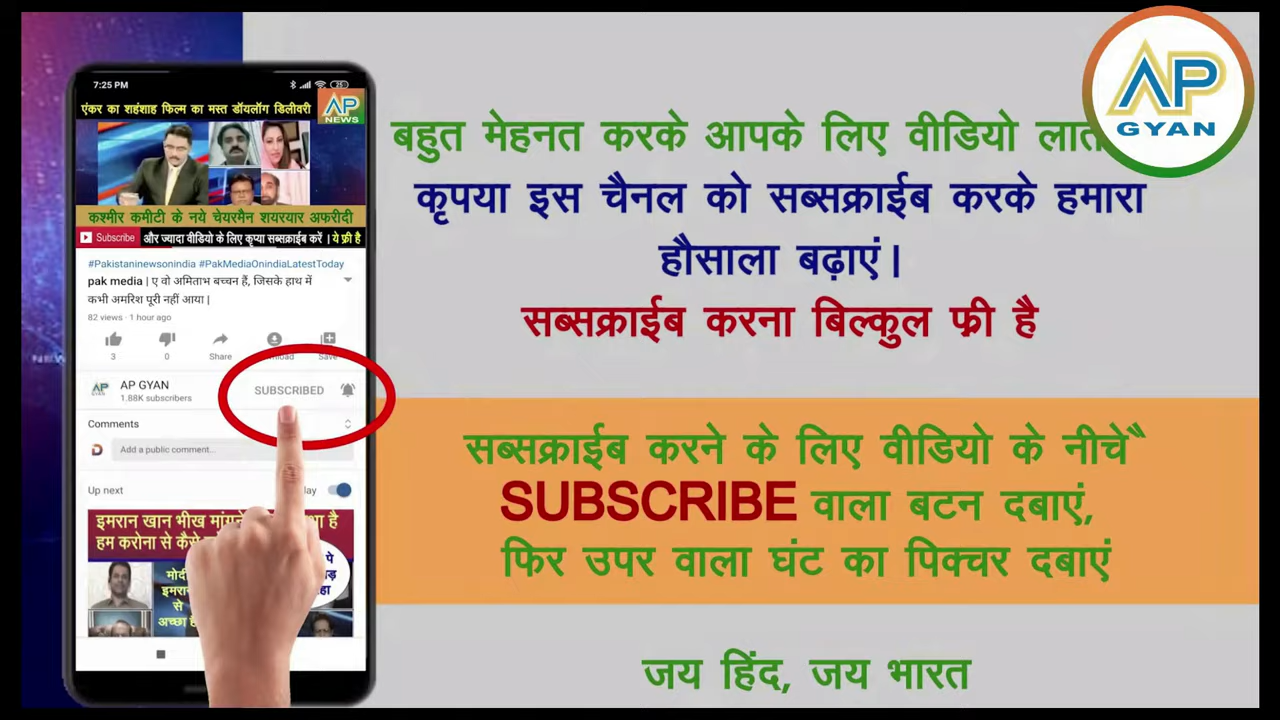 7:25 PM
25
एंकर का शहंशाह फिल्म का मस्त डॉयलॉग डिलीवरी
AP
NEWS
कश्मीर कमीटी के नये चेयरमैन शयरयार अफरीदी
Subscribe और ज्यादा वीडियो के लिए कृप्या सब्सक्राईब करें । ये फ्री है
#Pakistaninewsonindia #PakMediaOnindiaLatestToday
pak media | ए वो अमिताभ बच्चन हैं, जिसके हाथ में
कभी अमरिश पूरी नहीं आया |
82 views · 1 hour ago
3 0 Share Save
AP GYAN
1.88K subscribers
SUBSCRIBED
Comments
Add a public comment...
Up next
इमरान खान भीख मांगने है
हम करोना से कैसे
मोदी
से
अच्छा
AP
GYAN
बहुत मेहनत करके आपके लिए वीडियो
कृपया इस चैनल को सब्सक्राईब करके हमारा
हौसाला बढ़ाएं|
सब्सक्राईब करना बिल्कुल फ्री है
सब्सक्राईब करने के लिए वीडियो के नीचेै
SUBSCRIBE वाला बटन दबाएं,
फिर उपर वाला घंट का पिक्चर दबाएं
जय हिंद, जय भारत